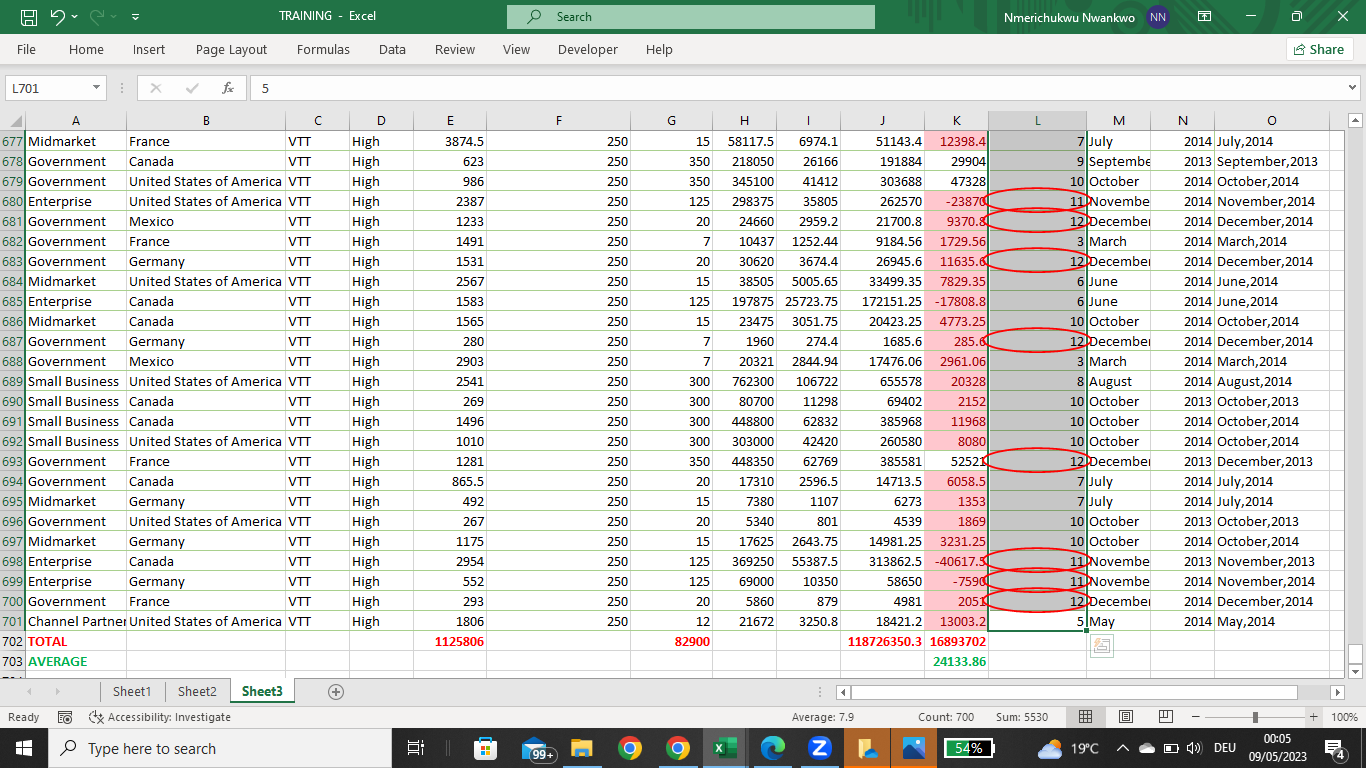 TRAINING - Excel
Search
Nmerichukwu Nwankwo NN
File Home Insert Page Layout Formulas Data Review View Developer Help Share
L701 fx 5
A B C D E F G H I J K L M N O
677 Midmarket France VTT High 3874.5 250 15 58117.5 6974.1 51143.4 12398.4 7 July 2014 July,2014
678 Government Canada VTT High 623 250 350 218050 26166 191884 29904 9 Septembe 2013 September,2013
679 Government United States of America VTT High 986 250 350 345100 41412 303688 47328 10 October 2014 October,2014
680 Enterprise United States of America VTT High 2387 250 125 298375 35805 262570 -23870 11 Novembe 2014 November,2014
681 Government Mexico VTT High 1233 250 20 24660 2959.2 21700.8 9370.8 12 December 2014 December,2014
682 Government France VTT High 1491 250 7 10437 1252.44 9184.56 1729.56 3 March 2014 March,2014
683 Government Germany VTT High 1531 250 20 30620 3674.4 26945.6 11635.6 12 December 2014 December,2014
684 Midmarket United States of America VTT High 2567 250 15 38505 5005.65 33499.35 7829.35 6 June 2014 June,2014
685 Enterprise Canada VTT High 1583 250 125 197875 25723.75 172151.25 -17808.8 6 June 2014 June,2014
686 Midmarket Canada VTT High 1565 250 15 23475 3051.75 20423.25 4773.25 10 October 2014 October,2014
687 Government Germany VTT High 280 250 7 1960 274.4 1685.6 285.6 12 December 2014 December,2014
688 Government Mexico VTT High 2903 250 7 20321 2844.94 17476.06 2961.06 3 March 2014 March,2014
689 Small Business United States of America VTT High 2541 250 300 762300 106722 655578 20328 8 August 2014 August,2014
690 Small Business Canada VTT High 269 250 300 80700 11298 69402 2152 10 October 2013 October,2013
691 Small Business Canada VTT High 1496 250 300 448800 62832 385968 11968 10 October 2014 October,2014
692 Small Business United States of America VTT High 1010 250 300 303000 42420 260580 8080 10 October 2014 October,2014
693 Government France VTT High 1281 250 350 448350 62769 385581 52521 12 December 2013 December,2013
694 Government Canada VTT High 865.5 250 20 17310 2596.5 14713.5 6058.5 7 July 2014 July,2014
695 Midmarket Germany VTT High 492 250 15 7380 1107 6273 1353 7 July 2014 July,2014
696 Government United States of America VTT High 267 250 20 5340 801 4539 1869 10 October 2013 October,2013
697 Midmarket Germany VTT High 1175 250 15 17625 2643.75 14981.25 3231.25 10 October 2014 October,2014
698 Enterprise Canada VTT High 2954 250 125 369250 55387.5 313862.5 -40617.5 11 Novembe 2013 November,2013
699 Enterprise Germany VTT High 552 250 125 69000 10350 58650 -7590 11 Novembe 2014 November,2014
700 Government France VTT High 293 250 20 5860 879 4981 2051 12 December 2014 December,2014
701 Channel Partner United States of America VTT High 1806 250 12 21672 3250.8 18421.2 13003.2 5 May 2014 May,2014
702 TOTAL 1125806 82900 118726350.3 16893702
703 AVERAGE 24133.86
Sheet1 Sheet2 Sheet3
Ready Accessibility: Investigate Average: 7.9 Count: 700 Sum: 5530 100%
Type here to search 99+ 54% 19°C DEU 00:05
09/05/2023 4